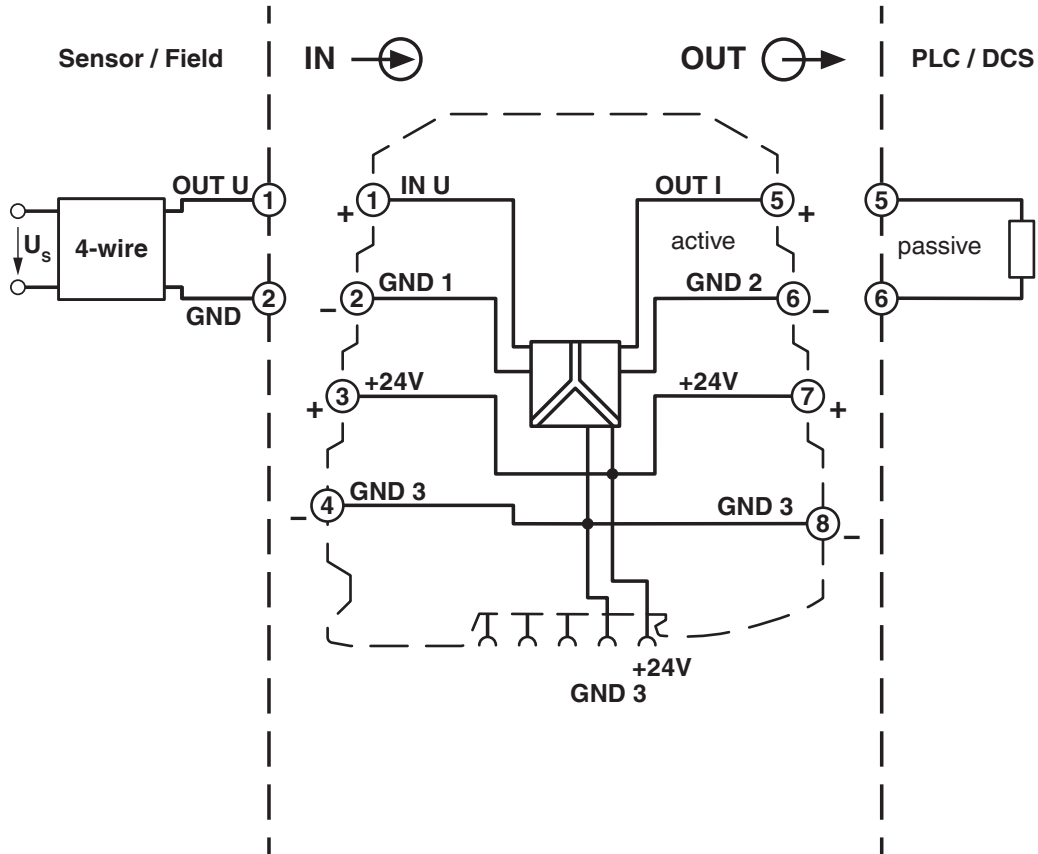 Sensor / Field
IN
OUT
PLC / DCS
OUT U
1
1
IN U
OUT I
5
5
+
+
U_S
4-wire
active
passive
GND 1
GND 2
2
2
6
6
–
–
GND
3
+24V
+24V
7
+
+
4
GND 3
GND 3
8
–
–
+24V
GND 3